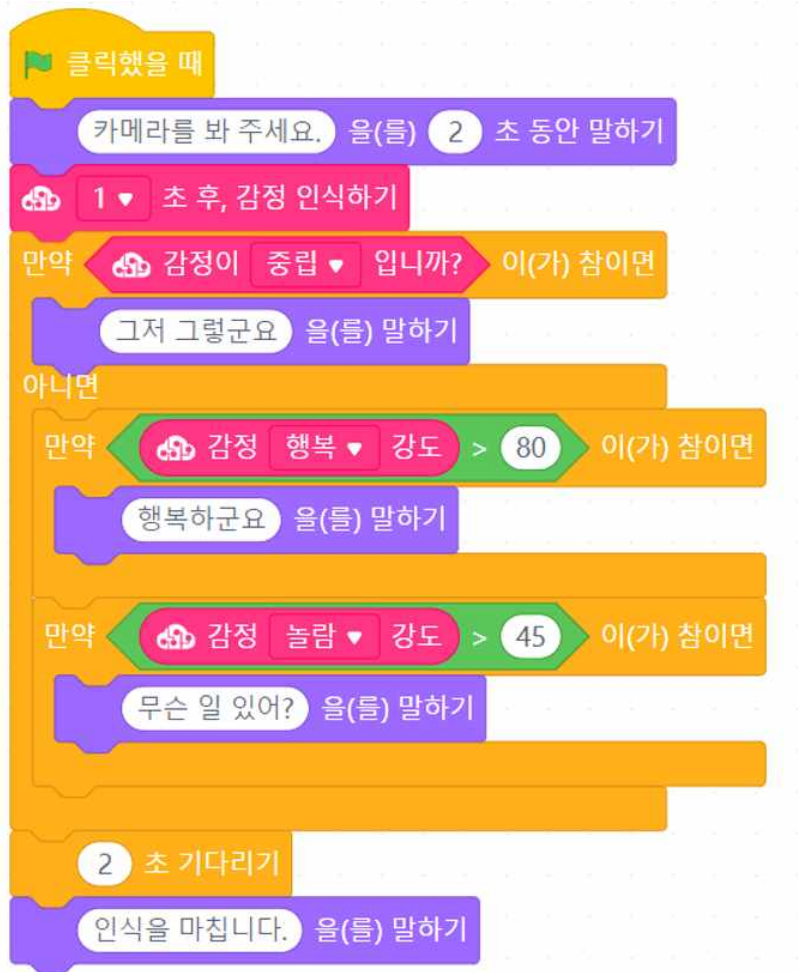 클릭했을 때
카메라를 봐 주세요. 을(를) 2 초 동안 말하기
1 초 후, 감정 인식하기
만약 감정이 중립 입니까? 이(가) 참이면
그저 그렇군요 을(를) 말하기
아니면
만약 감정 행복 강도 > 80 이(가) 참이면
행복하군요 을(를) 말하기
만약 감정 놀람 강도 > 45 이(가) 참이면
무슨 일 있어? 을(를) 말하기
2 초 기다리기
인식을 마칩니다. 을(를) 말하기